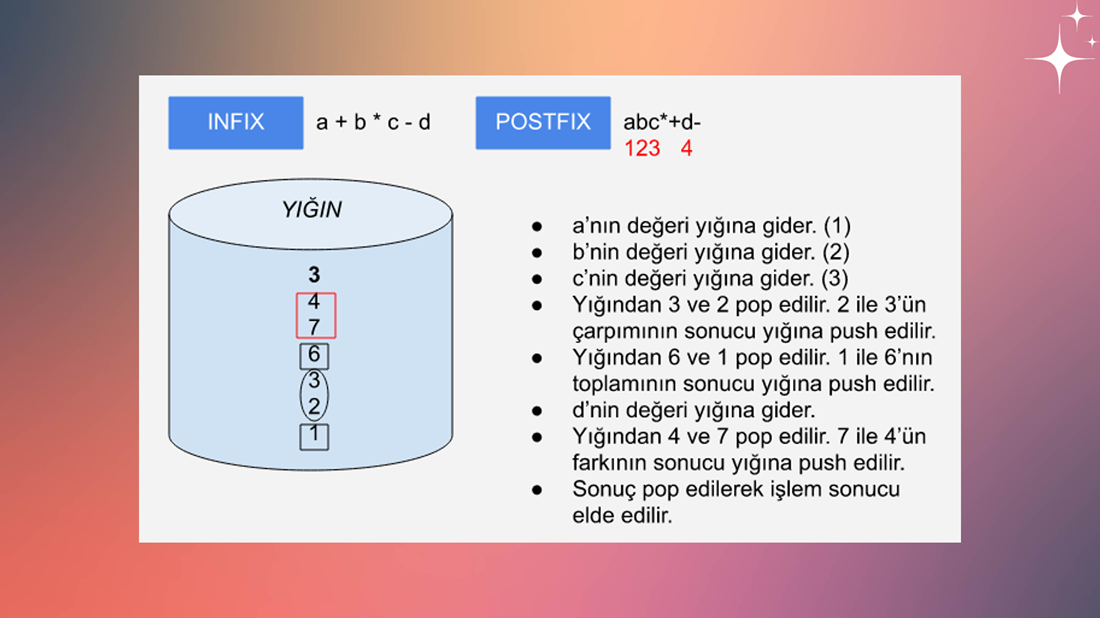 INFIX
a + b * c - d
POSTFIX
abc*+d-
123 4
YIĞIN
3
4
7
6
3
2
1
● a’nın değeri yığına gider. (1)
● b’nin değeri yığına gider. (2)
● c’nin değeri yığına gider. (3)
● Yığından 3 ve 2 pop edilir. 2 ile 3’ün
çarpımının sonucu yığına push edilir.
● Yığından 6 ve 1 pop edilir. 1 ile 6’nın
toplamının sonucu yığına push edilir.
● d’nin değeri yığına gider.
● Yığından 4 ve 7 pop edilir. 7 ile 4’ün
farkının sonucu yığına push edilir.
● Sonuç pop edilerek işlem sonucu
elde edilir.